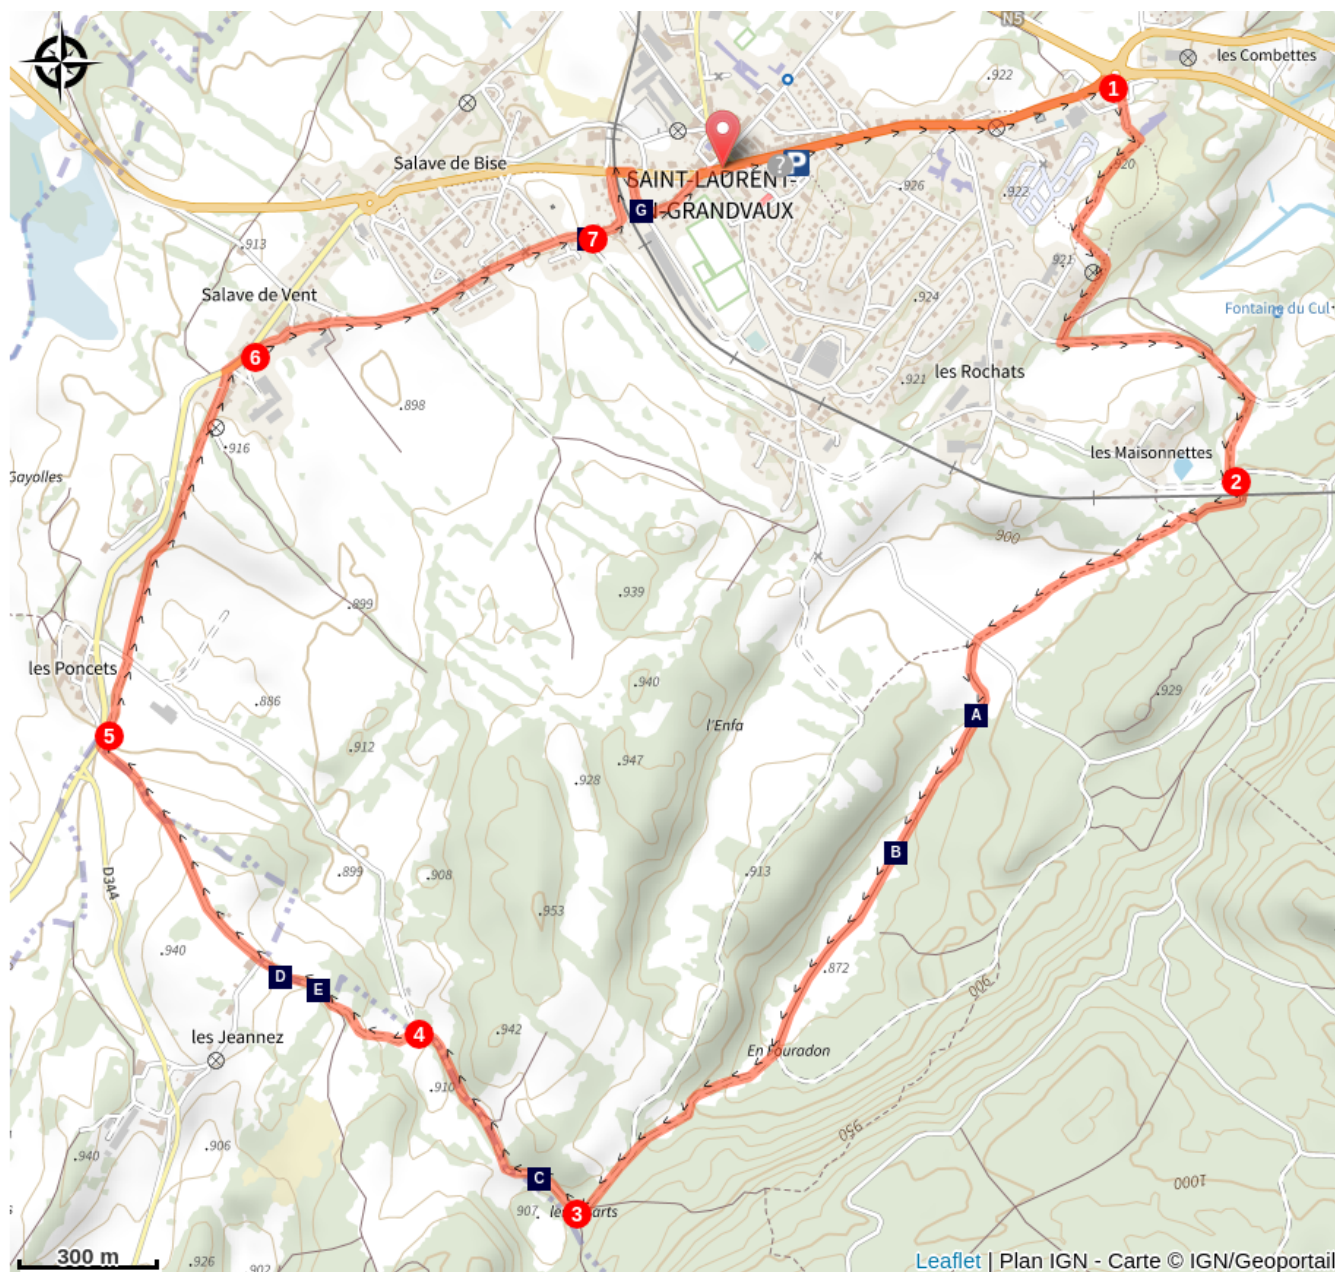 N5
les Combettes
1
.922
.920
Salave de Bise
?
P
SAINT-LAURENT-
-GRANDVAUX
G
.926
.922
7
.913
.921
Salave de Vent
.924
Fontaine du Cul
6
les Rochats
.921
.898
.916
les Maisonnettes
Gayolles
2
900
.939
.899
les Poncets
.940
.929
.886
l'Enfa
A
5
.912
.947
.928
B
D344
.899
.908
.913
.953
.940
.872
D
E
900
les Jeannez
4
.942
En Fouradon
.910
950
.906
.940
C
1000
907.
3
300 m
.926
902
Leaflet | Plan IGN - Carte © IGN/Geoportail